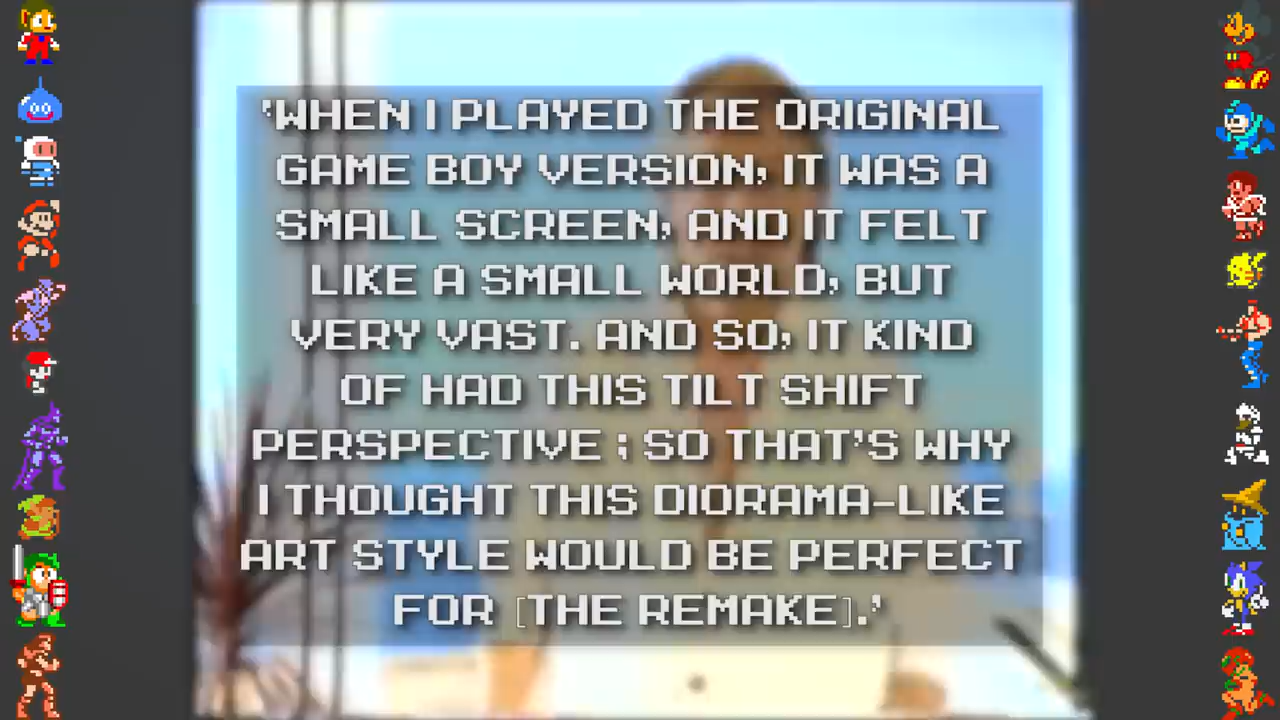 'WHEN I PLAYED THE ORIGINAL
GAME BOY VERSION, IT WAS A
SMALL SCREEN, AND IT FELT
LIKE A SMALL WORLD, BUT
VERY VAST. AND SO, IT KIND
OF HAD THIS TILT SHIFT
PERSPECTIVE ; SO THAT'S WHY
I THOUGHT THIS DIORAMA-LIKE
ART STYLE WOULD BE PERFECT
FOR [THE REMAKE].'